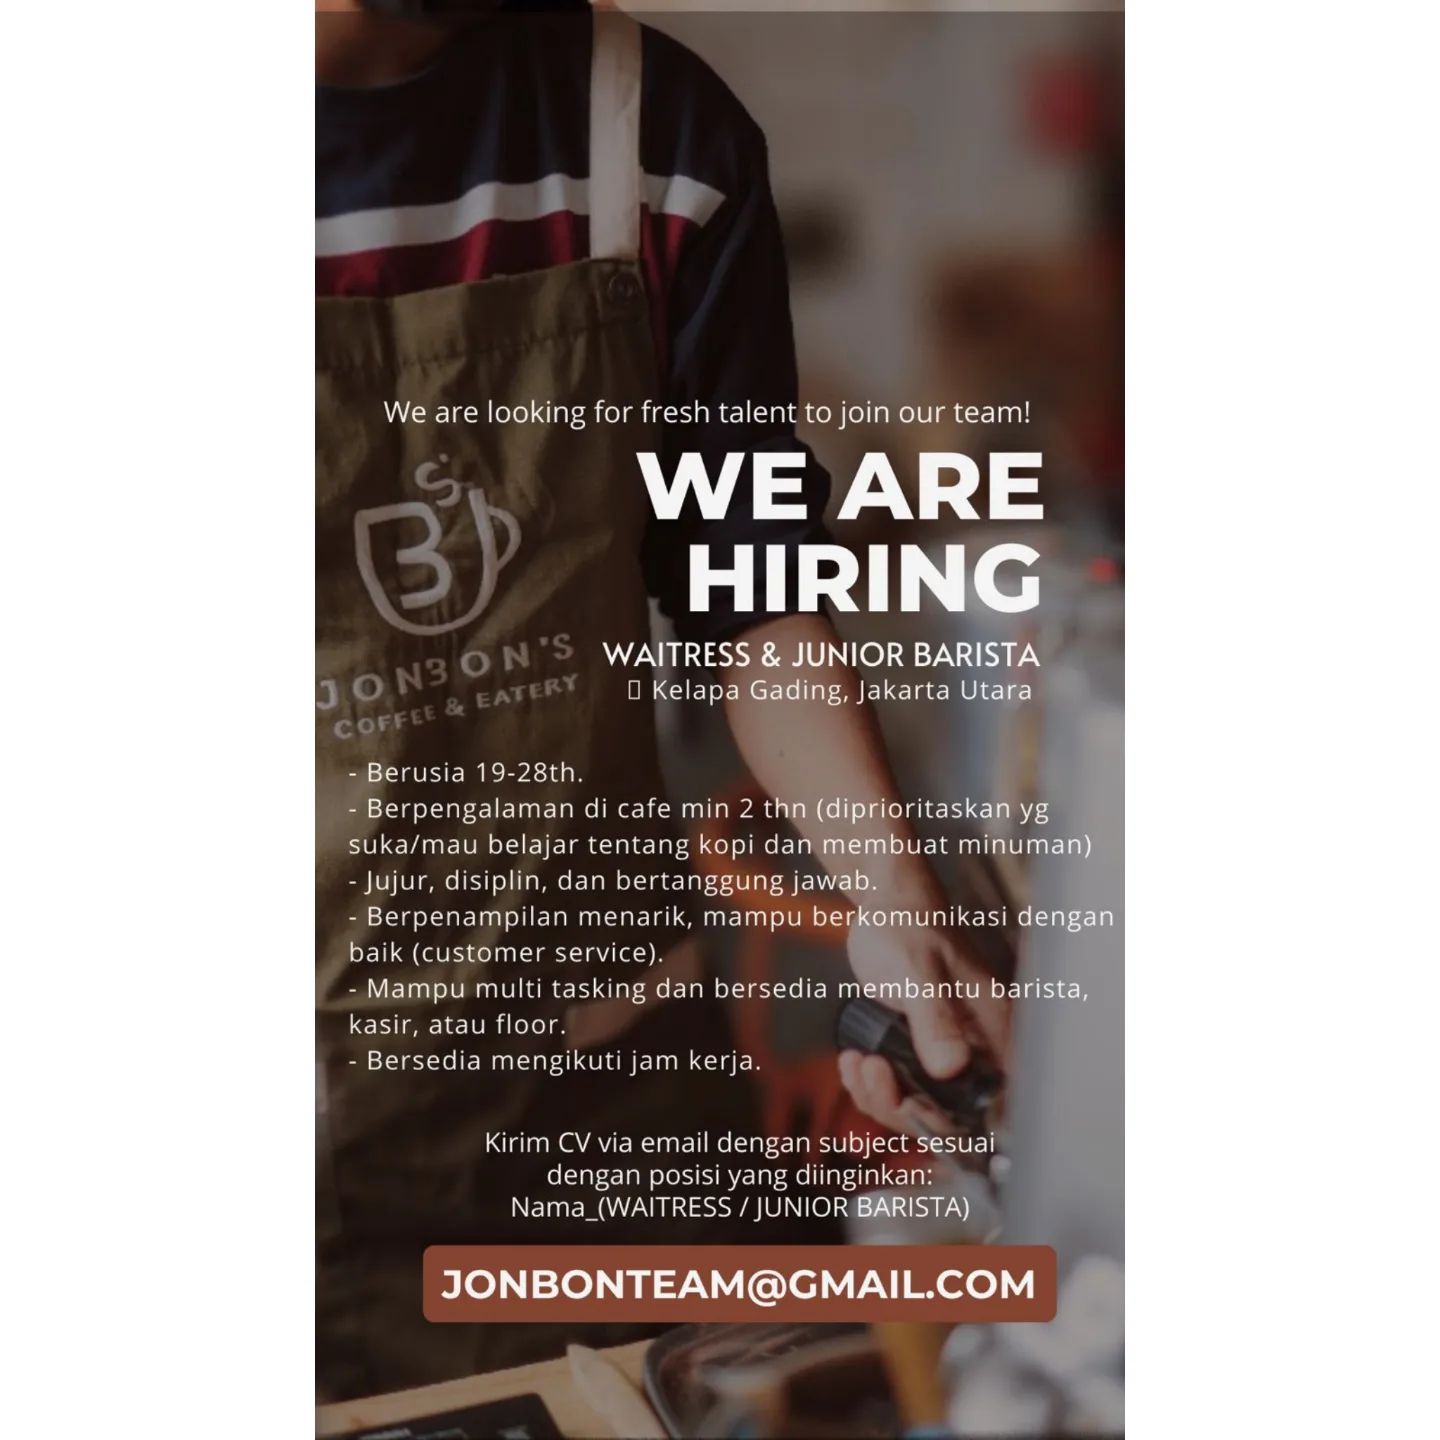 We are looking for fresh talent to join our team!
WE ARE
HIRING
WAITRESS & JUNIOR BARISTA
Kelapa Gading, Jakarta Utara
B
S'
JONBON'S
COFFEE & EATERY
- Berusia 19-28th.
- Berpengalaman di cafe min 2 thn (diprioritaskan yg
suka/mau belajar tentang kopi dan membuat minuman)
- Jujur, disiplin, dan bertanggung jawab.
- Berpenampilan menarik, mampu berkomunikasi dengan
baik (customer service).
- Mampu multi tasking dan bersedia membantu barista,
kasir, atau floor.
- Bersedia mengikuti jam kerja.
Kirim CV via email dengan subject sesuai
dengan posisi yang diinginkan:
Nama_(WAITRESS / JUNIOR BARISTA)
JONBONTEAM@GMAIL.COM